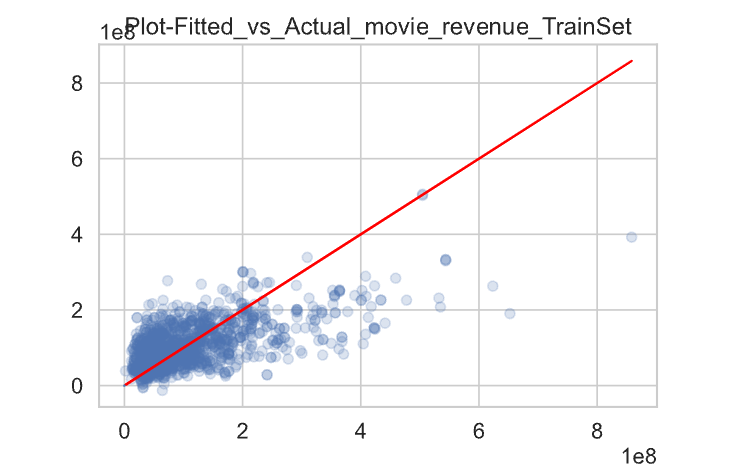 Plot-Fitted_vs_Actual_movie_revenue_TrainSet
1e8
8
6
4
2
0
0 2 4 6 8
1e8